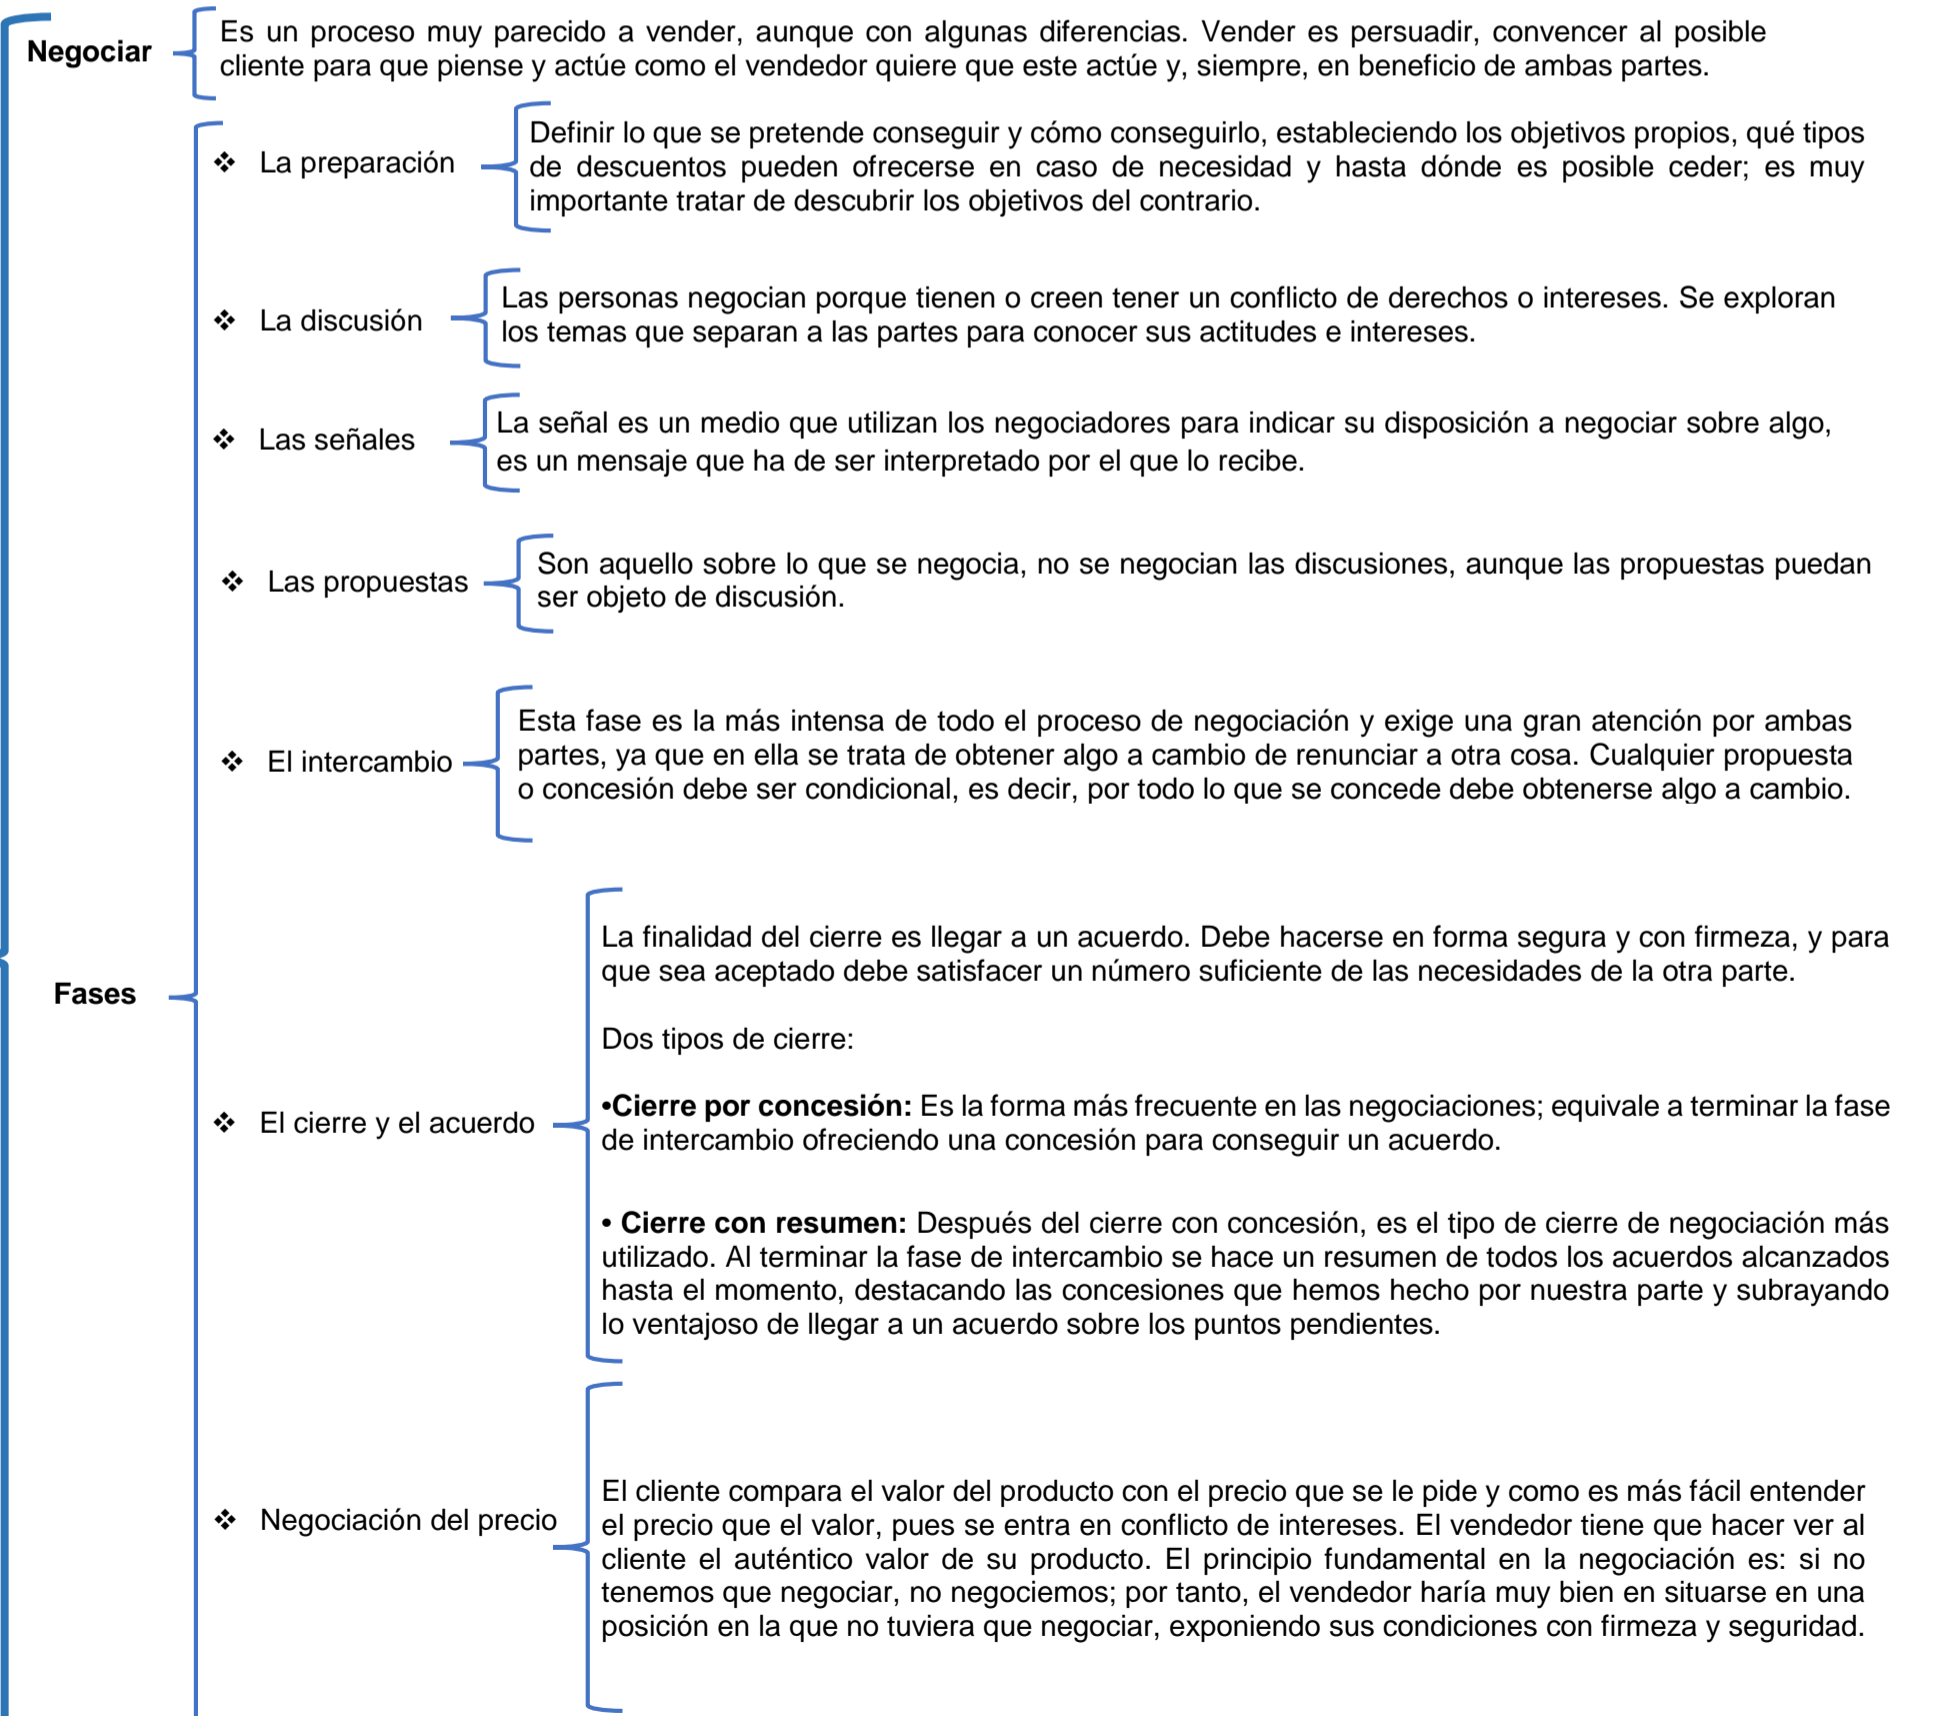 Negociar
Es un proceso muy parecido a vender, aunque con algunas diferencias. Vender es persuadir, convencer al posible
cliente para que piense y actúe como el vendedor quiere que este actúe y, siempre, en beneficio de ambas partes.
Fases
❖ La preparación
Definir lo que se pretende conseguir y cómo conseguirlo, estableciendo los objetivos propios, qué tipos
de descuentos pueden ofrecerse en caso de necesidad y hasta dónde es posible ceder; es muy
importante tratar de descubrir los objetivos del contrario.
❖ La discusión
Las personas negocian porque tienen o creen tener un conflicto de derechos o intereses. Se exploran
los temas que separan a las partes para conocer sus actitudes e intereses.
❖ Las señales
La señal es un medio que utilizan los negociadores para indicar su disposición a negociar sobre algo,
es un mensaje que ha de ser interpretado por el que lo recibe.
❖ Las propuestas
Son aquello sobre lo que se negocia, no se negocian las discusiones, aunque las propuestas puedan
ser objeto de discusión.
❖ El intercambio
Esta fase es la más intensa de todo el proceso de negociación y exige una gran atención por ambas
partes, ya que en ella se trata de obtener algo a cambio de renunciar a otra cosa. Cualquier propuesta
o concesión debe ser condicional, es decir, por todo lo que se concede debe obtenerse algo a cambio.
❖ El cierre y el acuerdo
La finalidad del cierre es llegar a un acuerdo. Debe hacerse en forma segura y con firmeza, y para
que sea aceptado debe satisfacer un número suficiente de las necesidades de la otra parte.
Dos tipos de cierre:
•Cierre por concesión: Es la forma más frecuente en las negociaciones; equivale a terminar la fase
de intercambio ofreciendo una concesión para conseguir un acuerdo.
• Cierre con resumen: Después del cierre con concesión, es el tipo de cierre de negociación más
utilizado. Al terminar la fase de intercambio se hace un resumen de todos los acuerdos alcanzados
hasta el momento, destacando las concesiones que hemos hecho por nuestra parte y subrayando
lo ventajoso de llegar a un acuerdo sobre los puntos pendientes.
❖ Negociación del precio
El cliente compara el valor del producto con el precio que se le pide y como es más fácil entender
el precio que el valor, pues se entra en conflicto de intereses. El vendedor tiene que hacer ver al
cliente el auténtico valor de su producto. El principio fundamental en la negociación es: si no
tenemos que negociar, no negociemos; por tanto, el vendedor haría muy bien en situarse en una
posición en la que no tuviera que negociar, exponiendo sus condiciones con firmeza y seguridad.